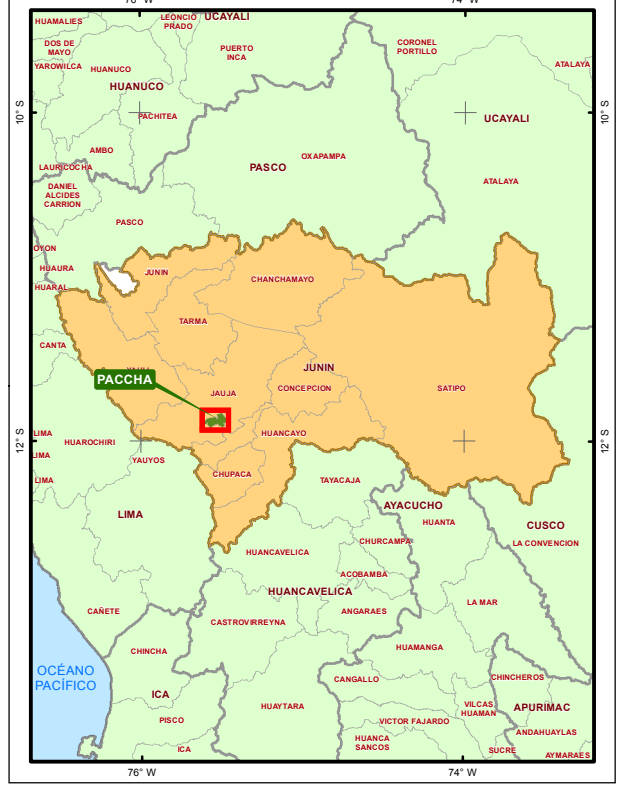 76° W
74° W
HUAMALIES
LEONCIO
PRADO
UCAYALI
DOS DE
MAYO
PUERTO
INCA
CORONEL
PORTILLO
YAROWILCA
HUANUCO
ATALAYA
HUANUCO
10° S
10° S
PACHITEA
UCAYALI
AMBO
OXAPAMPA
LAURICOCHA
PASCO
DANIEL
ALCIDES
CARRION
ATALAYA
PASCO
OYON
HUAURA
JUNIN
CHANCHAMAYO
HUARAL
TARMA
CANTA
JUNIN
PACCHA
JAUJA
CONCEPCION
SATIPO
LIMA
HUAROCHIRI
HUANCAYO
12° S
12° S
LIMA
YAUYOS
LIMA
CHUPACA
TAYACAJA
AYACUCHO
LIMA
HUANTA
CUSCO
CHURCAMPA
LA CONVENCION
HUANCAVELICA
ACOBAMBA
HUANCAVELICA
LA MAR
CAÑETE
ANGARAES
CASTROVIRREYNA
HUAMANGA
CHINCHA
OCÉANO
PACÍFICO
CANGALLO
CHINCHEROS
ICA
HUAYTARA
VILCAS
HUAMAN
APURIMAC
PISCO
VICTOR FAJARDO
ANDAHUAYLAS
HUANCA
SANCOS
ICA
SUCRE
AYMARAES
76° W
74° W